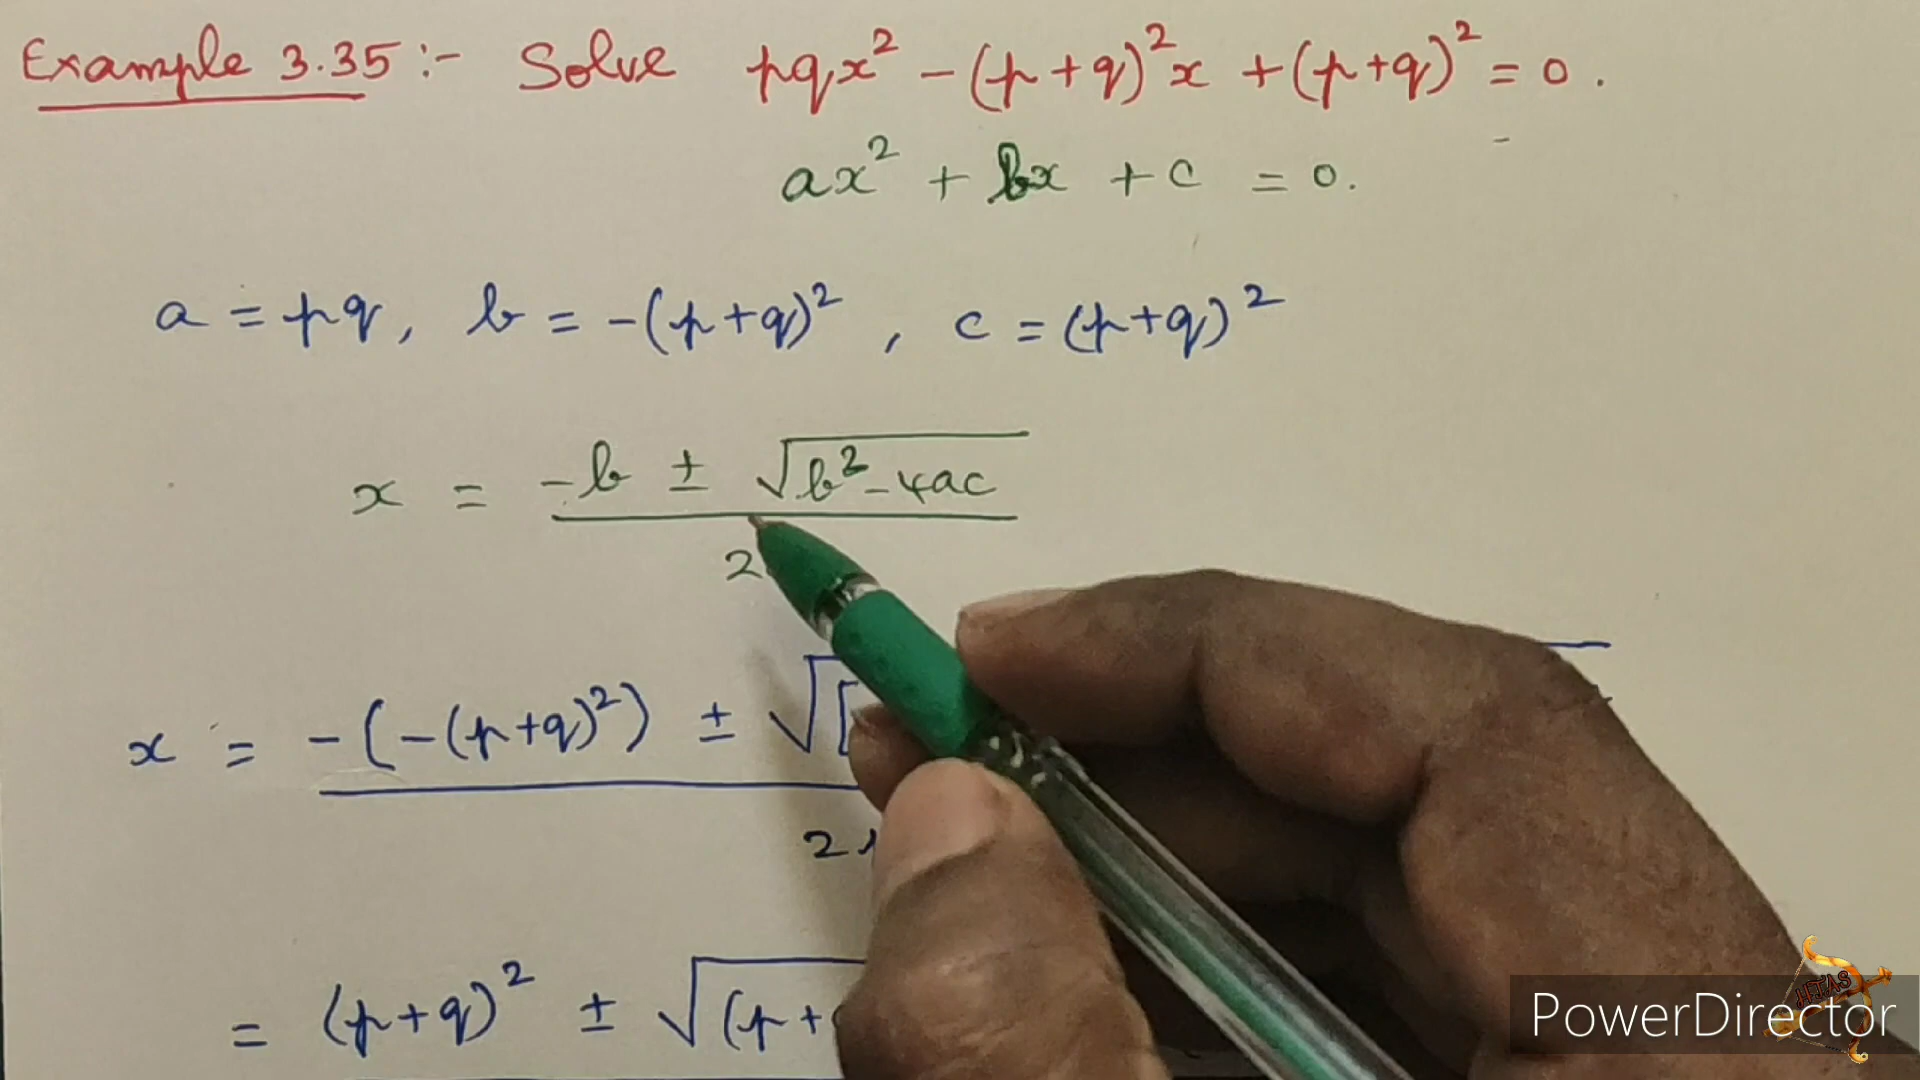 Example 3.35:- Solve pqx² - (p+q)²x + (p+q)² = 0.
ax² + bx + c = 0.
a = pq, b = -(p+q)², c = (p+q)²
x = -b ± √b²-4ac
2
x = -(-(p+q)²) ± √[
2
= (p+q)² ± √(p+
HTAS
PowerDirector